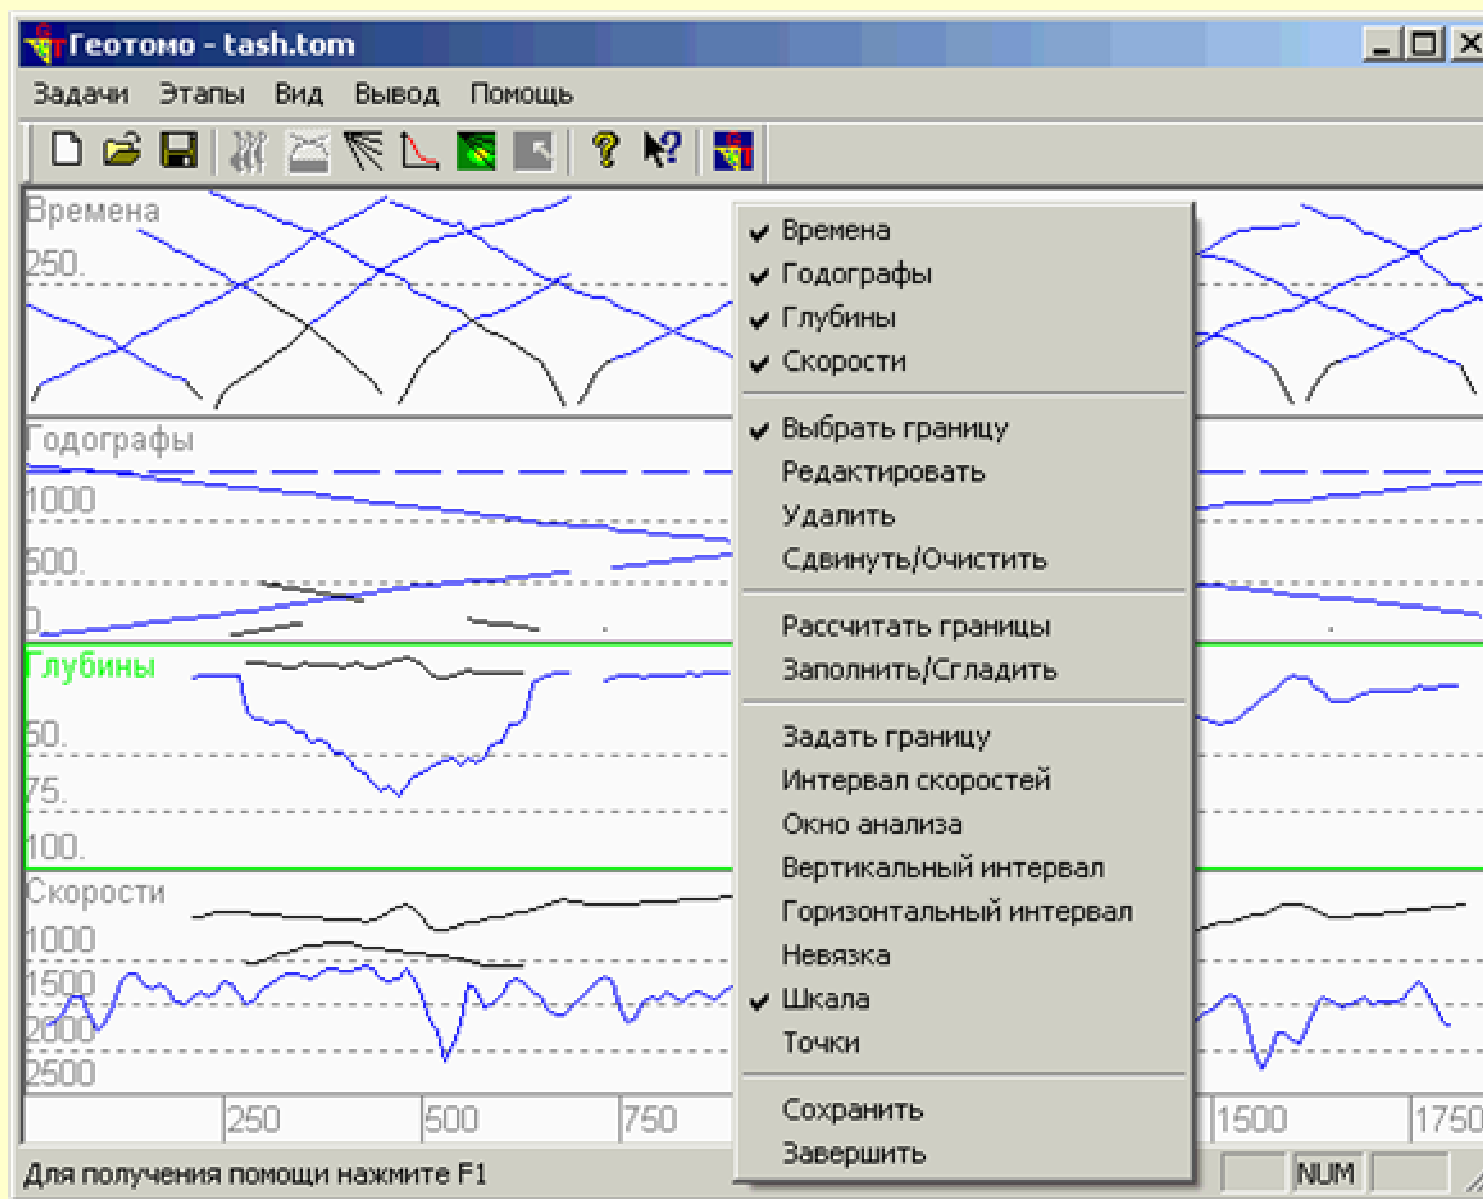 Геотомо - tash.tom
Задачи Этапы Вид Вывод Помощь
Времена
250.
Годографы
1000
500.
0.
Глубины
50.
75.
100.
Скорости
1000
1500
2000
2500
250 500 750 1500 1750
✔ Времена
✔ Годографы
✔ Глубины
✔ Скорости
✔ Выбрать границу
Редактировать
Удалить
Сдвинуть/Очистить
Рассчитать границы
Заполнить/Сгладить
Задать границу
Интервал скоростей
Окно анализа
Вертикальный интервал
Горизонтальный интервал
Невязка
✔ Шкала
Точки
Сохранить
Завершить
Для получения помощи нажмите F1
NUM